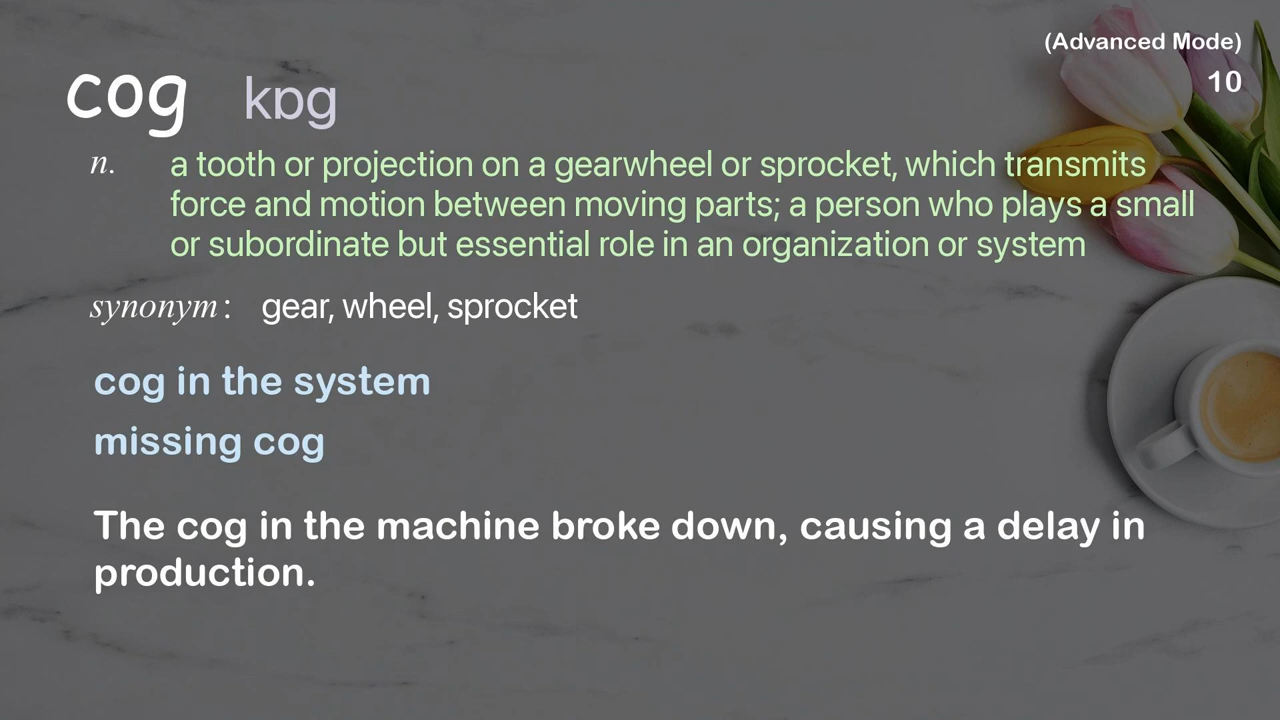 (Advanced Mode)
cog kɒg
10
n. a tooth or projection on a gearwheel or sprocket, which transmits
force and motion between moving parts; a person who plays a small
or subordinate but essential role in an organization or system
synonym : gear, wheel, sprocket
cog in the system
missing cog
The cog in the machine broke down, causing a delay in
production.